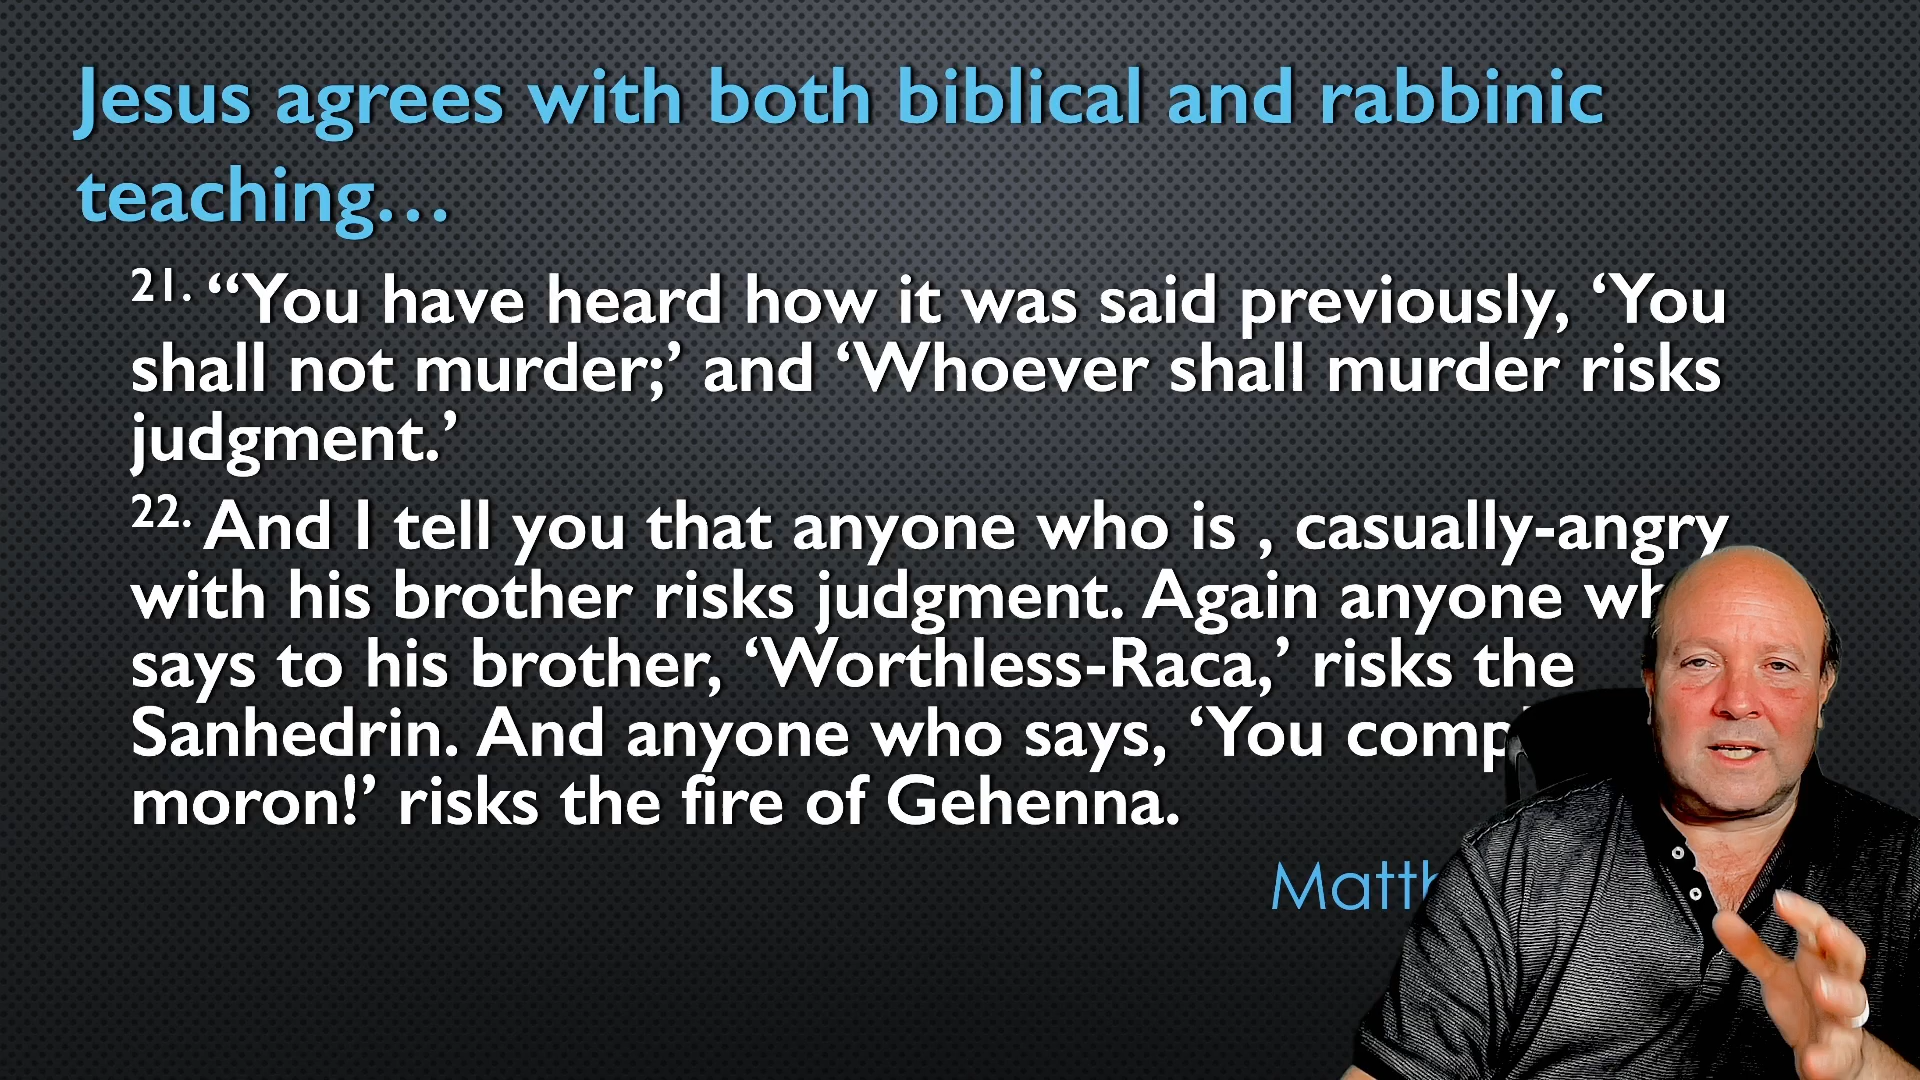 Jesus agrees with both biblical and rabbinic
teaching…
21. “You have heard how it was said previously, ‘You
shall not murder;’ and ‘Whoever shall murder risks
judgment.’
22. And I tell you that anyone who is , casually-angry
with his brother risks judgment. Again anyone
says to his brother, ‘Worthless-Raca,’ risks the
Sanhedrin. And anyone who says, ‘You
moron!’ risks the fire of Gehenna.